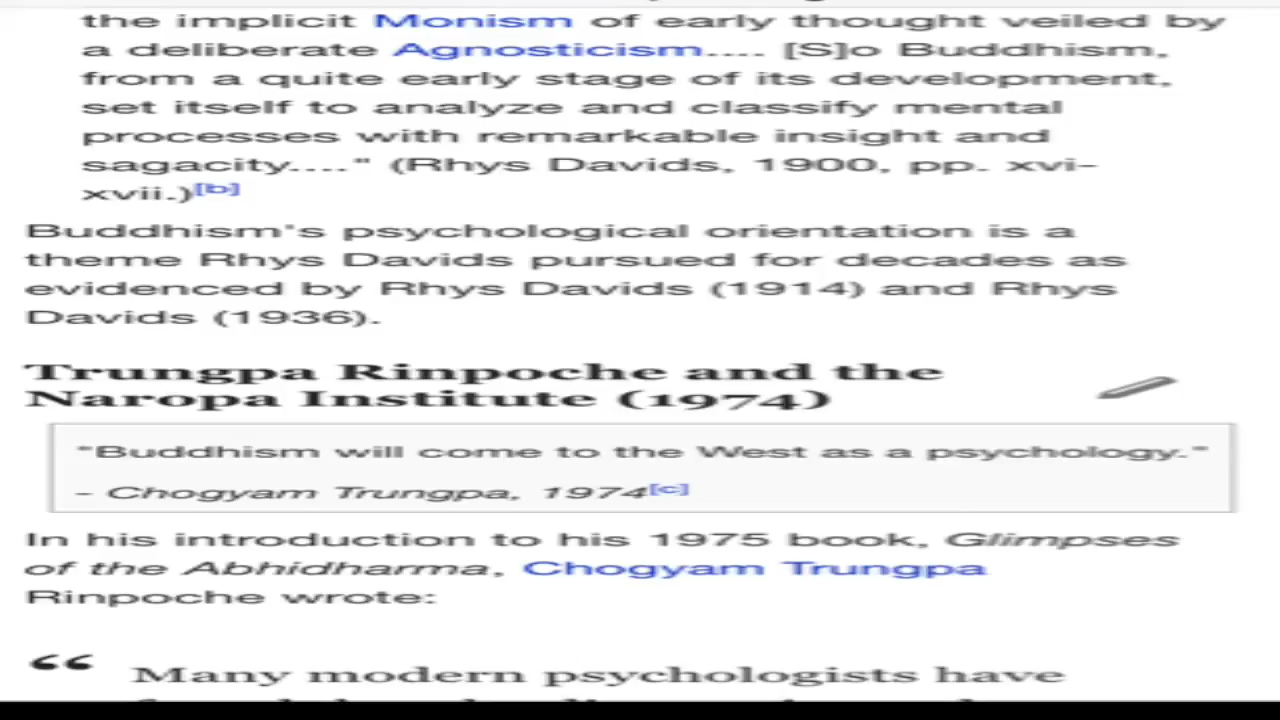 the implicit Monism of early thought veiled by
a deliberate Agnosticism.... [S]o Buddhism,
from a quite early stage of its development,
set itself to analyze and classify mental
processes with remarkable insight and
sagacity...." (Rhys Davids, 1900, pp. xvi-
xvii.)[b]
Buddhism's psychological orientation is a
theme Rhys Davids pursued for decades as
evidenced by Rhys Davids (1914) and Rhys
Davids (1936).
Trungpa Rinpoche and the
Naropa Institute (1974)
"Buddhism will come to the West as a psychology."
- Chogyam Trungpa, 1974[c]
In his introduction to his 1975 book, Glimpses
of the Abhidharma, Chogyam Trungpa
Rinpoche wrote:
“ Many modern psychologists have